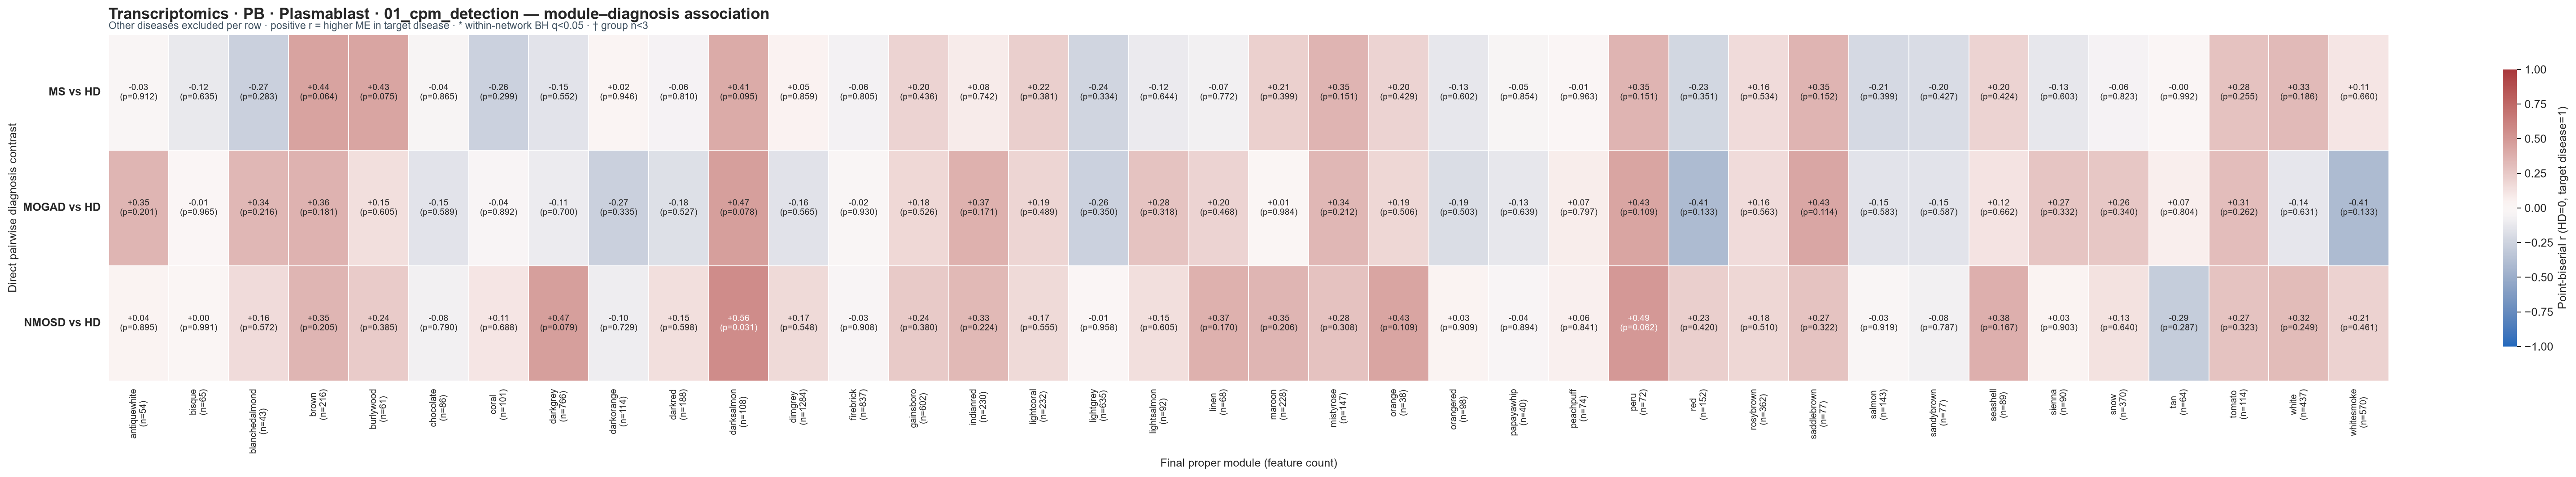 Transcriptomics · PB · Plasmablast · 01_cpm_detection — module–diagnosis association
Other diseases excluded per row · positive r = higher ME in target disease · * within-network BH q<0.05 · † group n<3
Direct pairwise diagnosis contrast
MS vs HD
-0.03 -0.12 -0.27 +0.44 +0.43 -0.04 -0.26 -0.15 +0.02 -0.06 +0.41 +0.05 -0.06 +0.20 +0.08 +0.22 -0.24 -0.12 -0.07 +0.21 +0.35 +0.20 -0.13 -0.05 -0.01 +0.35 -0.23 +0.16 +0.35 -0.21 -0.20 +0.20 -0.13 -0.06 -0.00 +0.28 +0.33 +0.11
(p=0.912) (p=0.635) (p=0.283) (p=0.064) (p=0.075) (p=0.865) (p=0.299) (p=0.552) (p=0.946) (p=0.810) (p=0.095) (p=0.859) (p=0.805) (p=0.436) (p=0.742) (p=0.381) (p=0.334) (p=0.644) (p=0.772) (p=0.399) (p=0.151) (p=0.429) (p=0.602) (p=0.854) (p=0.963) (p=0.151) (p=0.351) (p=0.534) (p=0.152) (p=0.399) (p=0.427) (p=0.424) (p=0.603) (p=0.823) (p=0.992) (p=0.255) (p=0.186) (p=0.660)
MOGAD vs HD
+0.35 -0.01 +0.34 +0.36 +0.15 -0.15 -0.04 -0.11 -0.27 -0.18 +0.47 -0.16 -0.02 +0.18 +0.37 +0.19 -0.26 +0.28 +0.20 +0.01 +0.34 +0.19 -0.19 -0.13 +0.07 +0.43 -0.41 +0.16 +0.43 -0.15 -0.15 +0.12 +0.27 +0.26 +0.07 +0.31 -0.14 -0.41
(p=0.201) (p=0.965) (p=0.216) (p=0.181) (p=0.605) (p=0.589) (p=0.892) (p=0.700) (p=0.335) (p=0.527) (p=0.078) (p=0.565) (p=0.930) (p=0.526) (p=0.171) (p=0.489) (p=0.350) (p=0.318) (p=0.468) (p=0.984) (p=0.212) (p=0.506) (p=0.503) (p=0.639) (p=0.797) (p=0.109) (p=0.133) (p=0.563) (p=0.114) (p=0.583) (p=0.587) (p=0.662) (p=0.332) (p=0.340) (p=0.804) (p=0.262) (p=0.631) (p=0.133)
NMOSD vs HD
+0.04 +0.00 +0.16 +0.35 +0.24 -0.08 +0.11 +0.47 -0.10 +0.15 +0.56 +0.17 -0.03 +0.24 +0.33 +0.17 -0.01 +0.15 +0.37 +0.35 +0.28 +0.43 +0.03 -0.04 +0.06 +0.49 +0.23 +0.18 +0.27 -0.03 -0.08 +0.38 +0.03 +0.13 -0.29 +0.27 +0.32 +0.21
(p=0.895) (p=0.991) (p=0.572) (p=0.205) (p=0.385) (p=0.790) (p=0.688) (p=0.079) (p=0.729) (p=0.598) (p=0.031) (p=0.548) (p=0.908) (p=0.380) (p=0.224) (p=0.555) (p=0.958) (p=0.605) (p=0.170) (p=0.206) (p=0.308) (p=0.109) (p=0.909) (p=0.894) (p=0.841) (p=0.062) (p=0.420) (p=0.510) (p=0.322) (p=0.919) (p=0.787) (p=0.167) (p=0.903) (p=0.640) (p=0.287) (p=0.323) (p=0.249) (p=0.461)
antiquewhite
(n=54)
bisque
(n=65)
blanchedalmond
(n=43)
brown
(n=216)
burlywood
(n=61)
chocolate
(n=86)
coral
(n=101)
darkgrey
(n=766)
darkorange
(n=114)
darkred
(n=188)
darksalmon
(n=108)
dimgrey
(n=1284)
firebrick
(n=837)
gainsboro
(n=602)
indianred
(n=230)
lightcoral
(n=232)
lightgrey
(n=635)
lightsalmon
(n=92)
linen
(n=68)
maroon
(n=228)
mistyrose
(n=147)
orange
(n=38)
orangered
(n=98)
papayawhip
(n=40)
peachpuff
(n=74)
peru
(n=72)
red
(n=152)
rosybrown
(n=362)
saddlebrown
(n=77)
salmon
(n=143)
sandybrown
(n=77)
seashell
(n=89)
sienna
(n=90)
snow
(n=370)
tan
(n=64)
tomato
(n=114)
white
(n=437)
whitesmoke
(n=570)
Final proper module (feature count)
1.00
0.75
0.50
0.25
0.00
−0.25
−0.50
−0.75
−1.00
Point-biserial r (HD=0, target disease=1)